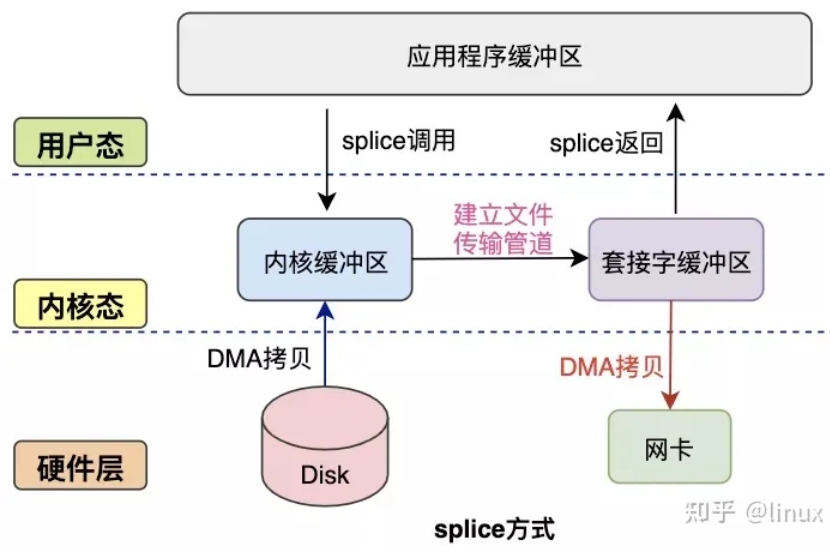 应用程序缓冲区
用户态
splice调用
splice返回
建立文件
传输管道
内核缓冲区
套接字缓冲区
内核态
DMA拷贝
DMA拷贝
硬件层
Disk
网卡
splice方式
知乎 @linux